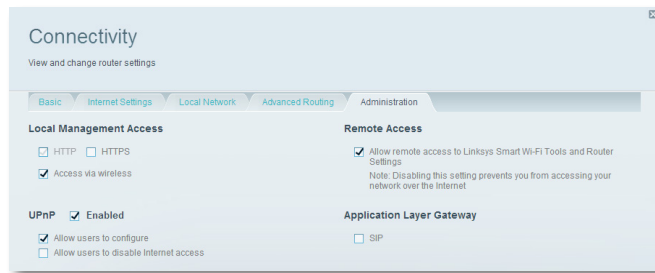 Connectivity
View and change router settings
Basic Internet Settings Local Network Advanced Routing Administration
Local Management Access
HTTP HTTPS
Access via wireless
UPnP Enabled
Allow users to configure
Allow users to disable Internet access
Remote Access
Allow remote access to Linksys Smart Wi-Fi Tools and Router
Settings
Note: Disabling this setting prevents you from accessing your
network over the Internet
Application Layer Gateway
SIP